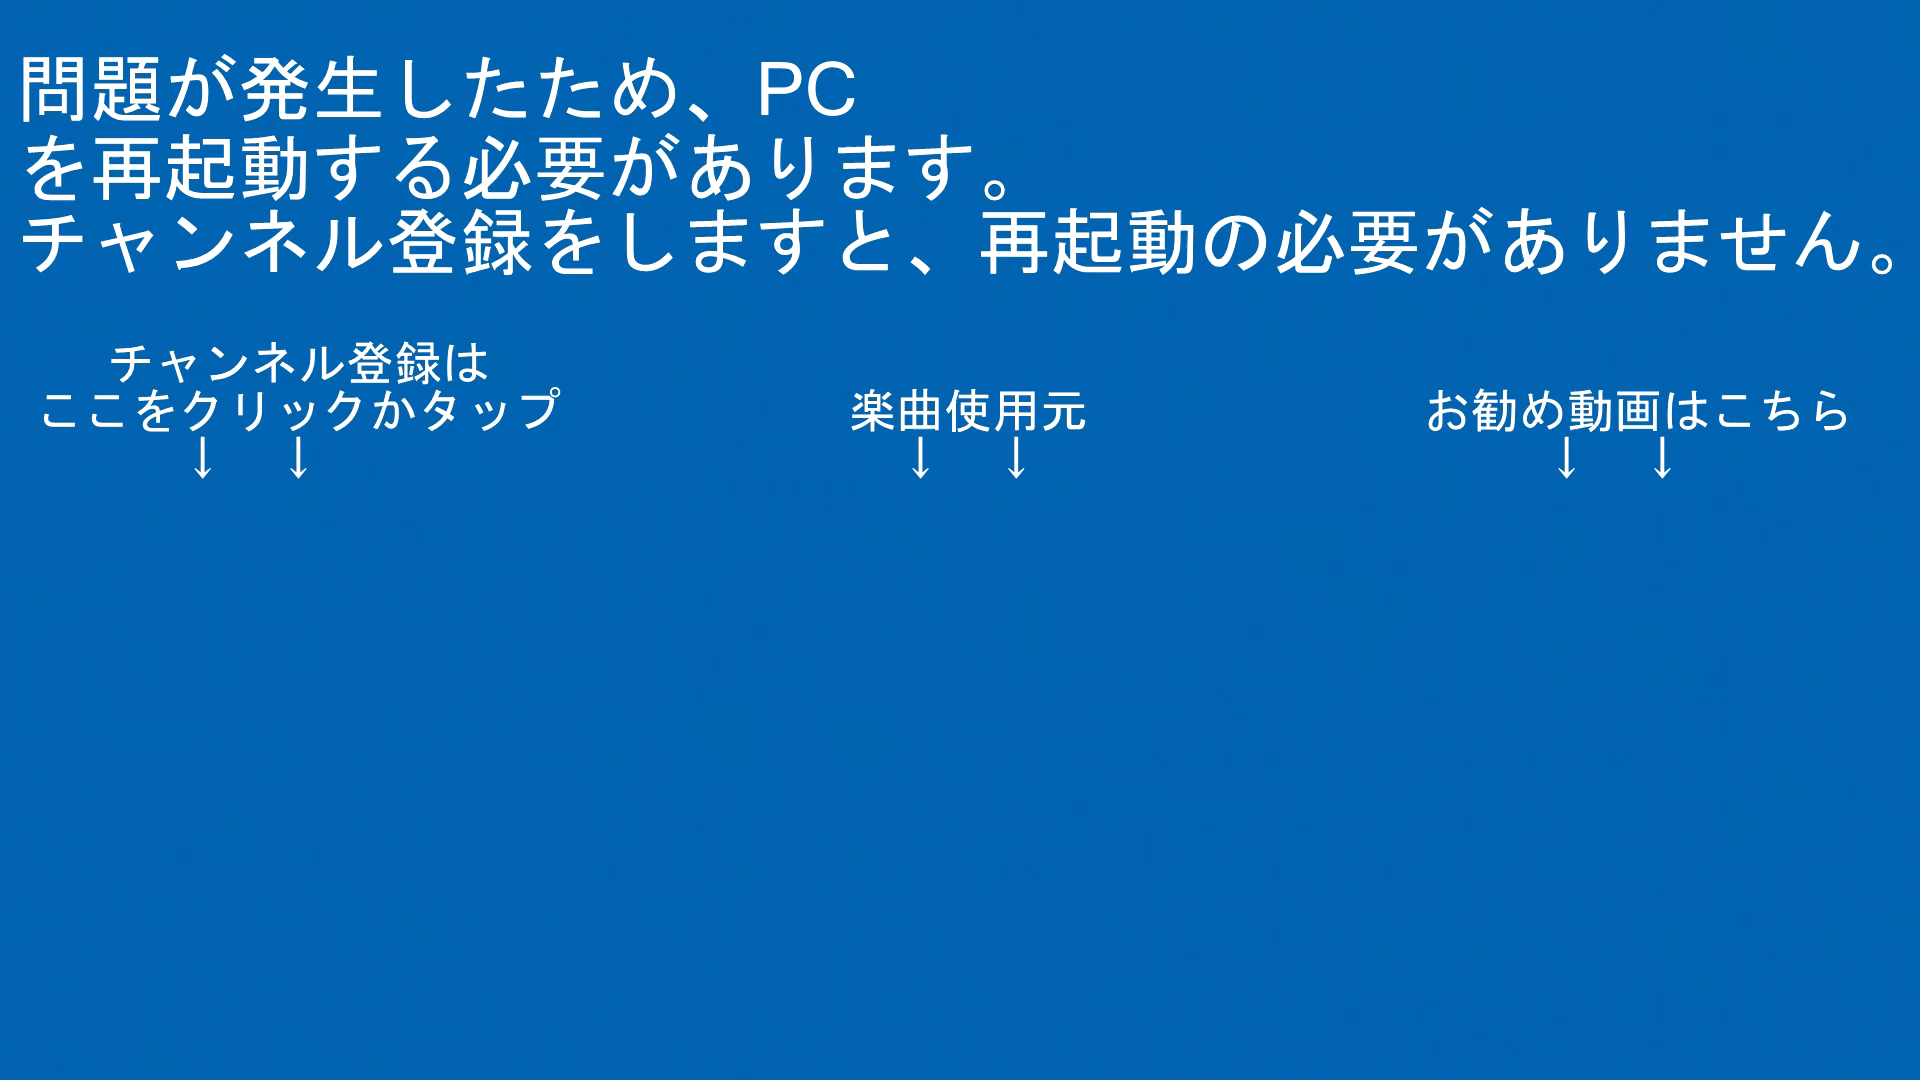 問題が発生したため、PC
を再起動する必要があります。
チャンネル登録をしますと、再起動の必要がありません。
チャンネル登録は
ここをクリックかタップ
↓ ↓
楽曲使用元
↓ ↓
お勧め動画はこちら
↓ ↓